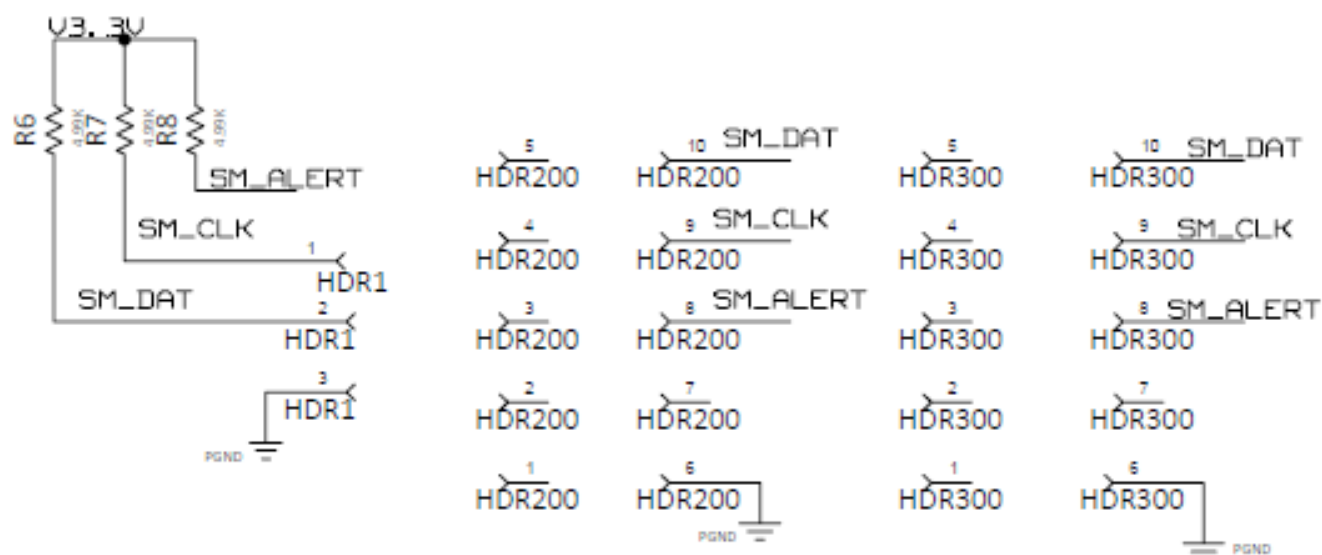 V3.3V
R6 4.99K R7 4.99K R8 4.99K
SM_ALERT
SM_CLK
1
HDR1
SM_DAT
2
HDR1
3
HDR1
PGND
5 10 SM_DAT
HDR200 HDR200
4 9 SM_CLK
HDR200 HDR200
3 8 SM_ALERT
HDR200 HDR200
2 7
HDR200 HDR200
1 6
HDR200 HDR200
PGND
5 10 SM_DAT
HDR300 HDR300
4 9 SM_CLK
HDR300 HDR300
3 8 SM_ALERT
HDR300 HDR300
2 7
HDR300 HDR300
1 6
HDR300 HDR300
PGND